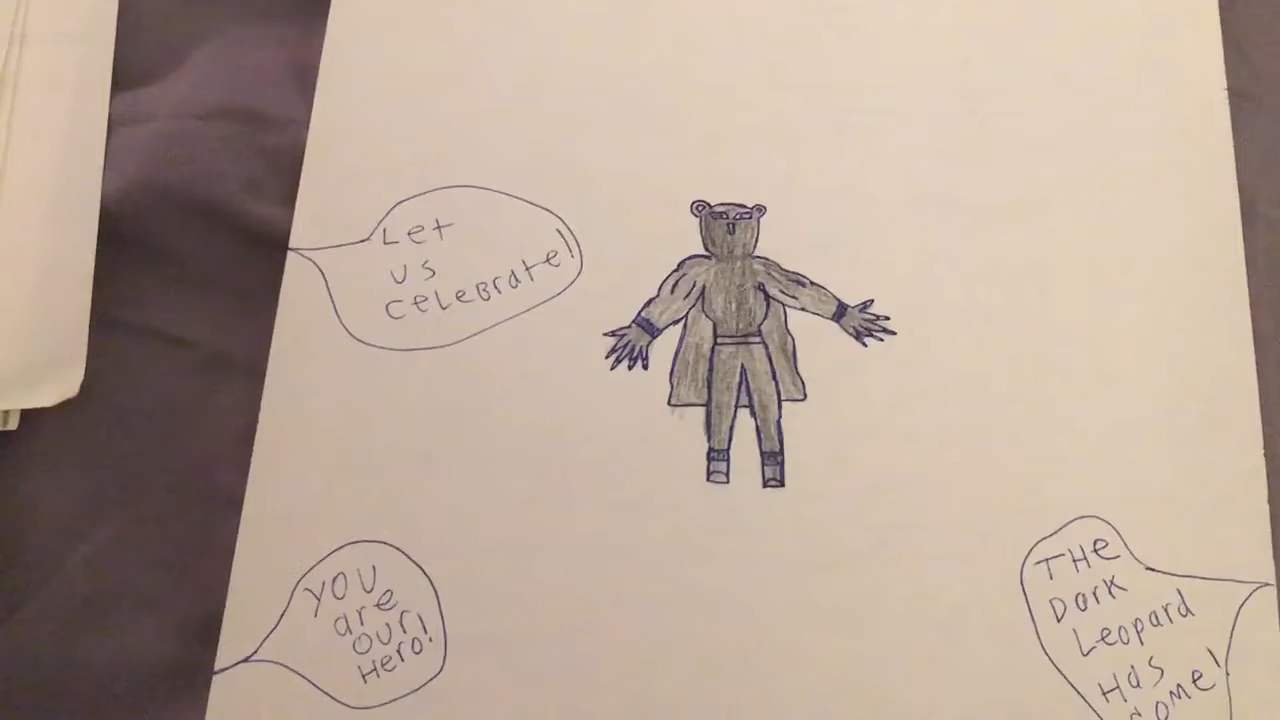 Let
us
celebrate!
You
are
our
Hero!
THe
Dark
Leopard
Has